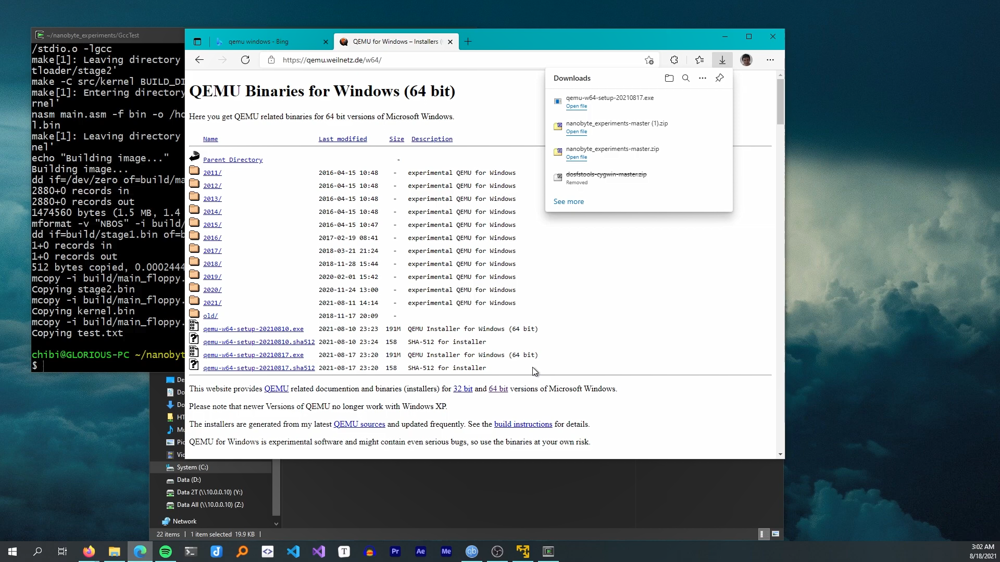 ~/nanobyte_experiments/GccTest
/stdio.o -lgcc
make[1]: Leaving directory
tloader/stage2'
make -C src/kernel BUILD_DI
make[1]: Entering directory
rnel'
nasm main.asm -f bin -o /ho
l.bin
make[1]: Leaving directory
nel'
echo "Building image..."
Building image...
dd if=/dev/zero of=build/ma
2880+0 records in
2880+0 records out
1474560 bytes (1.5 MB, 1.4
mformat -v "NBOS" -i build/
dd if=build/stage1.bin of=b
1+0 records in
1+0 records out
512 bytes copied, 0.0002444
mcopy -i build/main_floppy.
Copying stage2.bin
mcopy -i build/main_floppy.
Copying kernel.bin
mcopy -i build/main_floppy.
Copying test.txt
chibi@GLORIOUS-PC ~/nanobyt
$
qemu windows - Bing
QEMU for Windows – Installers (
https://qemu.weilnetz.de/w64/
QEMU Binaries for Windows (64 bit)
Here you get QEMU related binaries for 64 bit versions of Microsoft Windows.
Name Last modified Size Description
Parent Directory -
2011/ 2016-04-15 10:48 - experimental QEMU for Windows
2012/ 2016-04-15 10:48 - experimental QEMU for Windows
2013/ 2016-04-15 10:48 - experimental QEMU for Windows
2014/ 2016-04-15 10:48 - experimental QEMU for Windows
2015/ 2016-04-15 10:47 - experimental QEMU for Windows
2016/ 2017-02-19 08:41 - experimental QEMU for Windows
2017/ 2018-03-21 21:24 - experimental QEMU for Windows
2018/ 2018-11-28 15:44 - experimental QEMU for Windows
2019/ 2020-02-01 15:42 - experimental QEMU for Windows
2020/ 2020-11-24 13:00 - experimental QEMU for Windows
2021/ 2021-08-11 14:14 - experimental QEMU for Windows
old/ 2018-11-17 20:09 -
qemu-w64-setup-20210810.exe 2021-08-10 23:23 191M QEMU Installer for Windows (64 bit)
qemu-w64-setup-20210810.sha512 2021-08-10 23:24 158 SHA-512 for installer
qemu-w64-setup-20210817.exe 2021-08-17 23:20 191M QEMU Installer for Windows (64 bit)
qemu-w64-setup-20210817.sha512 2021-08-17 23:20 158 SHA-512 for installer
This website provides QEMU related documention and binaries (installers) for 32 bit and 64 bit versions of Microsoft Windows.
Please note that newer Versions of QEMU no longer work with Windows XP.
The installers are generated from my latest QEMU sources and updated frequently. See the build instructions for details.
QEMU for Windows is experimental software and might contain even serious bugs, so use the binaries at your own risk.
Downloads
qemu-w64-setup-20210817.exe
Open file
nanobyte_experiments-master (1).zip
Open file
nanobyte_experiments-master.zip
Open file
dosfstools-cygwin-master.zip
Removed
See more
De
Do
Do
HT
Mu
Pic
Vic
System (C:)
Data (D:)
Data 2T (\\10.0.0.10) (Y:)
Data All (\\10.0.0.10) (Z:)
Network
22 items | 1 item selected 19.9 KB |
T
Pr
Ae
Me
qb
3:02 AM
8/18/2021